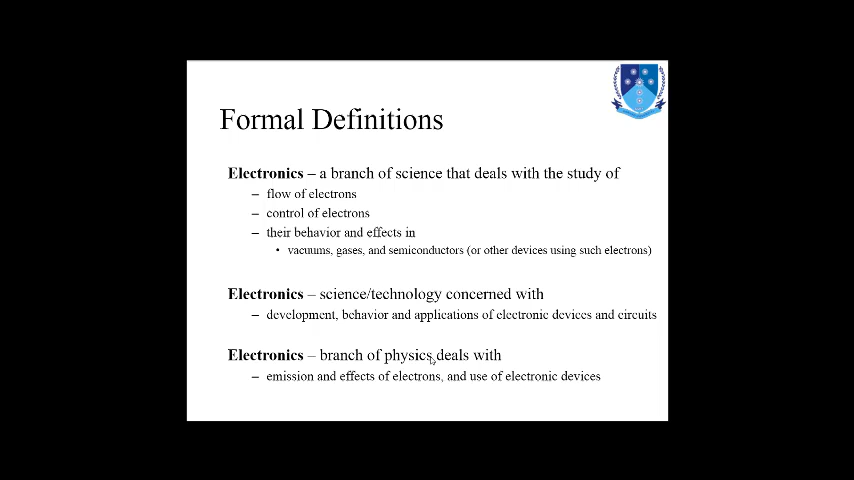 Formal Definitions
Electronics – a branch of science that deals with the study of
– flow of electrons
– control of electrons
– their behavior and effects in
• vacuums, gases, and semiconductors (or other devices using such electrons)
Electronics – science/technology concerned with
– development, behavior and applications of electronic devices and circuits
Electronics – branch of physics deals with
– emission and effects of electrons, and use of electronic devices